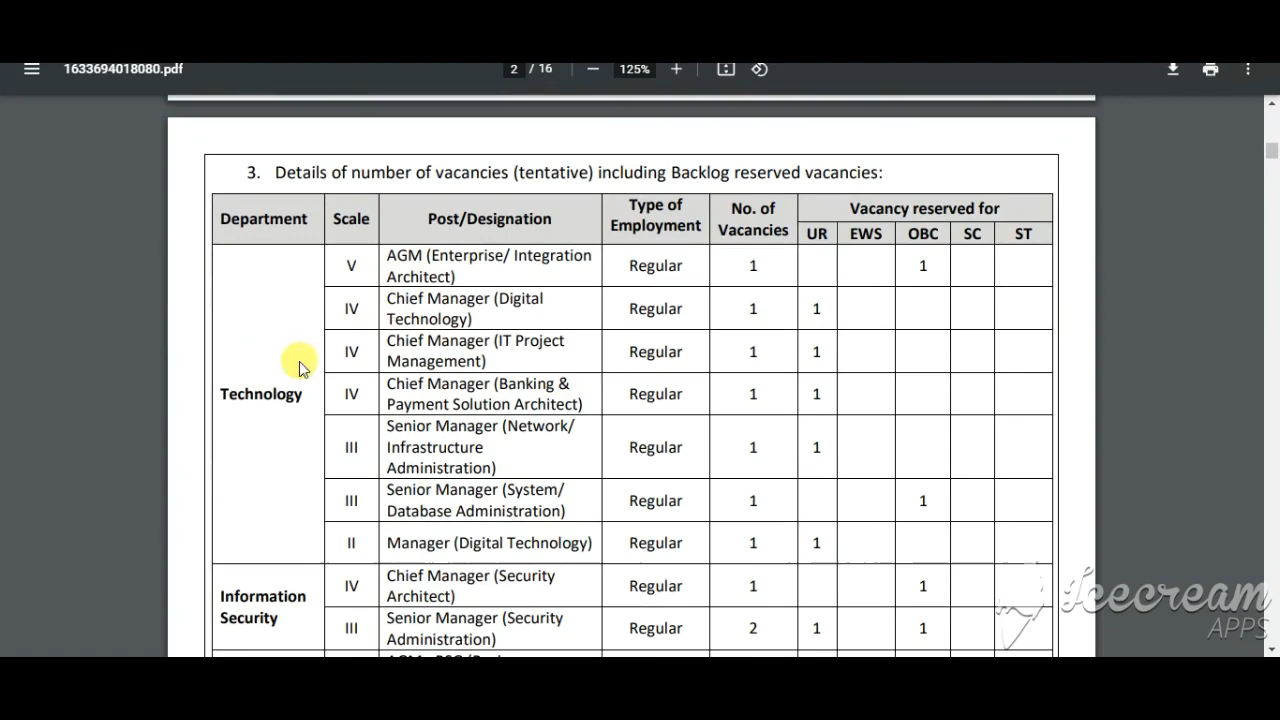 1633694018080.pdf
2 / 16
125%
3. Details of number of vacancies (tentative) including Backlog reserved vacancies:
Department Scale Post/Designation Type of Employment No. of Vacancies Vacancy reserved for
UR EWS OBC SC ST
Technology
V AGM (Enterprise/ Integration
Architect) Regular 1 1
IV Chief Manager (Digital
Technology) Regular 1 1
IV Chief Manager (IT Project
Management) Regular 1 1
IV Chief Manager (Banking &
Payment Solution Architect) Regular 1 1
III Senior Manager (Network/
Infrastructure
Administration) Regular 1 1
III Senior Manager (System/
Database Administration) Regular 1 1
II Manager (Digital Technology) Regular 1 1
Information
Security
IV Chief Manager (Security
Architect) Regular 1 1
III Senior Manager (Security
Administration) Regular 2 1 1
Icecream
APPS